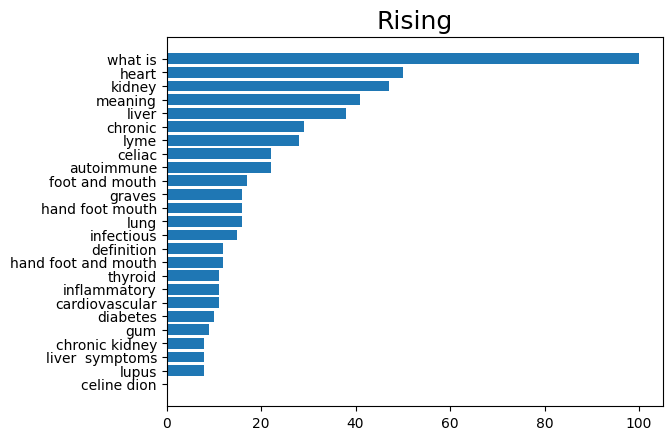 Rising
what is
heart
kidney
meaning
liver
chronic
lyme
celiac
autoimmune
foot and mouth
graves
hand foot mouth
lung
infectious
definition
hand foot and mouth
thyroid
inflammatory
cardiovascular
diabetes
gum
chronic kidney
liver  symptoms
lupus
celine dion
0 20 40 60 80 100